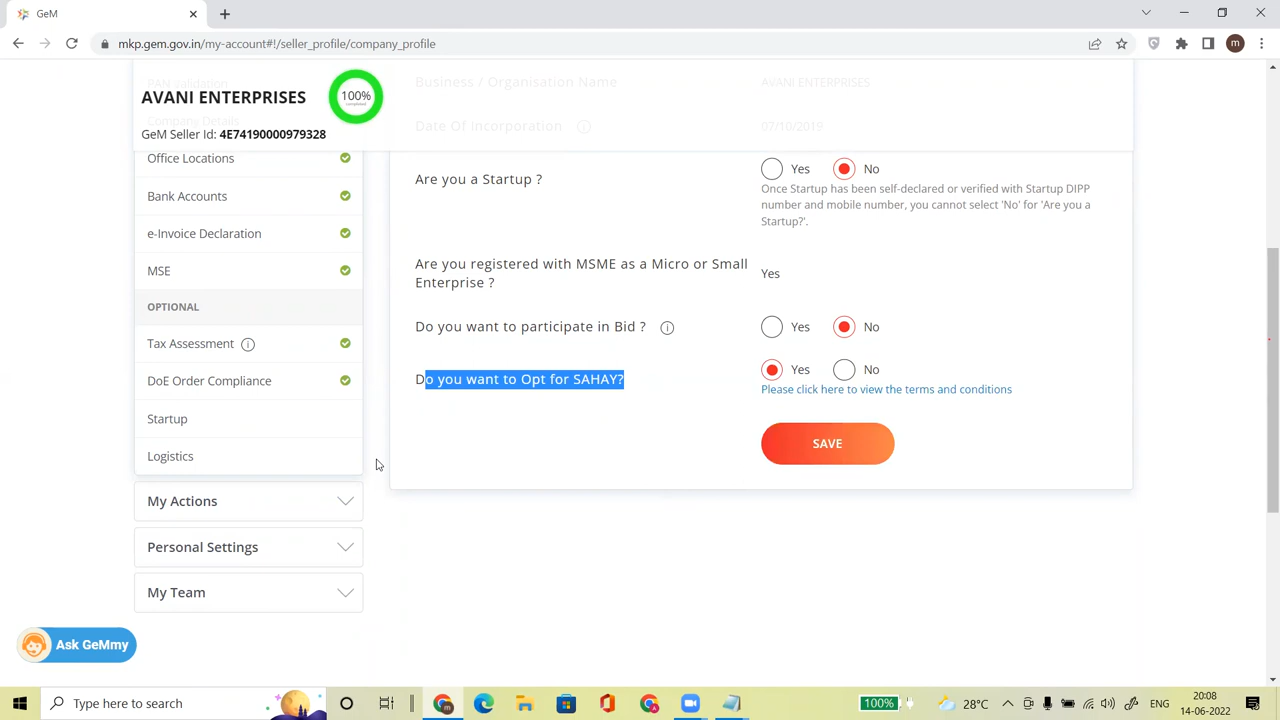 GeM
mkp.gem.gov.in/my-account#!/seller_profile/company_profile
m
PAN Validation
AVANI ENTERPRISES
100%
completed
Company Details
GeM Seller Id: 4E74190000979328
Office Locations
Bank Accounts
e-Invoice Declaration
MSE
OPTIONAL
Tax Assessment
DoE Order Compliance
Startup
Logistics
My Actions
Personal Settings
My Team
Business / Organisation Name
AVANI ENTERPRISES
Date Of Incorporation
07/10/2019
Are you a Startup ?
Yes No
Once Startup has been self-declared or verified with Startup DIPP
number and mobile number, you cannot select 'No' for 'Are you a
Startup?'.
Are you registered with MSME as a Micro or Small
Enterprise ?
Yes
Do you want to participate in Bid ?
Yes No
Do you want to Opt for SAHAY?
Yes No
Please click here to view the terms and conditions
SAVE
Ask GeMmy
Type here to search
100%
28°C
ENG
20:08
14-06-2022